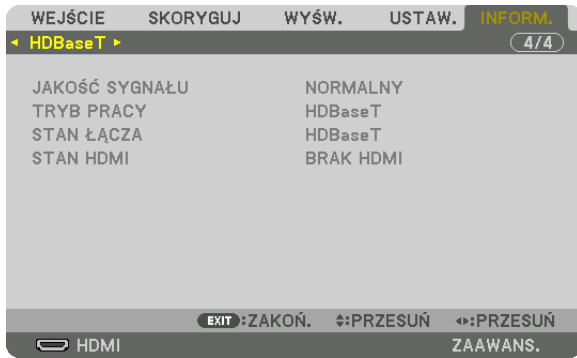 WEJŚCIE SKORYGUJ WYŚW. USTAW. INFORM.
HDBaseT 4/4
JAKOŚĆ SYGNAŁU NORMALNY
TRYB PRACY HDBaseT
STAN ŁĄCZA HDBaseT
STAN HDMI BRAK HDMI
EXIT :ZAKOŃ. :PRZESUŃ :PRZESUŃ
HDMI ZAAWANS.